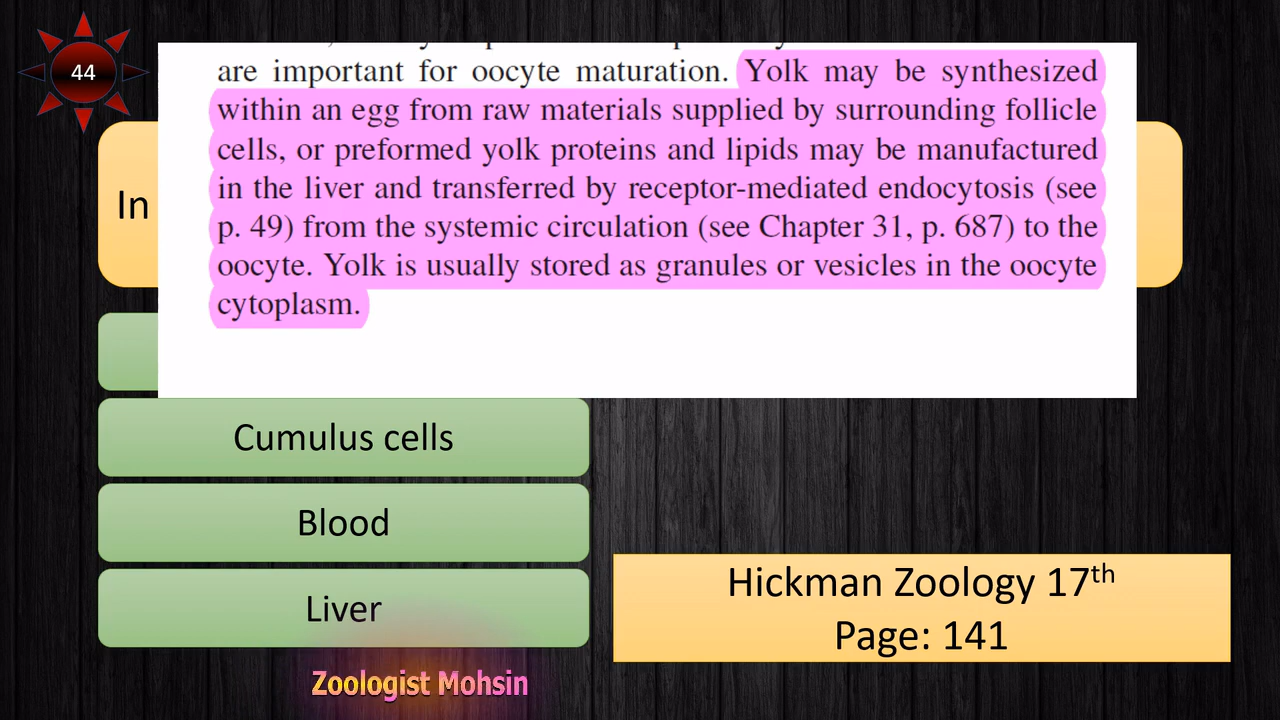 44
are important for oocyte maturation. Yolk may be synthesized
within an egg from raw materials supplied by surrounding follicle
cells, or preformed yolk proteins and lipids may be manufactured
in the liver and transferred by receptor-mediated endocytosis (see
p. 49) from the systemic circulation (see Chapter 31, p. 687) to the
oocyte. Yolk is usually stored as granules or vesicles in the oocyte
cytoplasm.
In
Cumulus cells
Blood
Liver
Hickman Zoology 17th
Page: 141
Zoologist Mohsin